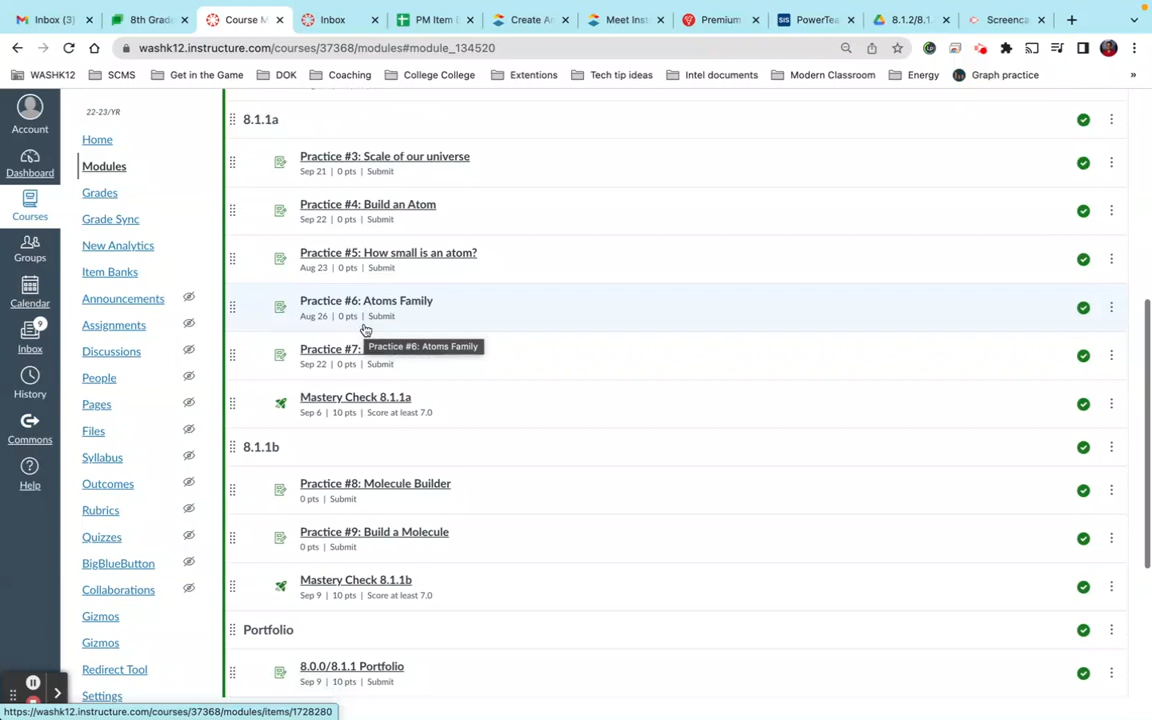 Inbox (3)
8th Grade
Course M
Inbox
PM Item E
Create An
Meet Inst
Premium
SIS PowerTea
8.1.2/8.1
Screenca
washk12.instructure.com/courses/37368/modules#module_134520
WASHK12
SCMS
Get in the Game
DOK
Coaching
College College
Extentions
Tech tip ideas
Intel documents
Modern Classroom
Energy
Graph practice
»
Account
Dashboard
Courses
Groups
Calendar
9
Inbox
History
Commons
Help
22-23/YR
Home
Modules
Grades
Grade Sync
New Analytics
Item Banks
Announcements
Assignments
Discussions
People
Pages
Files
Syllabus
Outcomes
Rubrics
Quizzes
BigBlueButton
Collaborations
Gizmos
Gizmos
Redirect Tool
Settings
8.1.1a
Practice #3: Scale of our universe
Sep 21 | 0 pts | Submit
Practice #4: Build an Atom
Sep 22 | 0 pts | Submit
Practice #5: How small is an atom?
Aug 23 | 0 pts | Submit
Practice #6: Atoms Family
Aug 26 | 0 pts | Submit
Practice #6: Atoms Family
Practice #7:
Sep 22 | 0 pts | Submit
Mastery Check 8.1.1a
Sep 6 | 10 pts | Score at least 7.0
8.1.1b
Practice #8: Molecule Builder
0 pts | Submit
Practice #9: Build a Molecule
0 pts | Submit
Mastery Check 8.1.1b
Sep 9 | 10 pts | Score at least 7.0
Portfolio
8.0.0/8.1.1 Portfolio
Sep 9 | 10 pts | Submit
https://washk12.instructure.com/courses/37368/modules/items/1728280